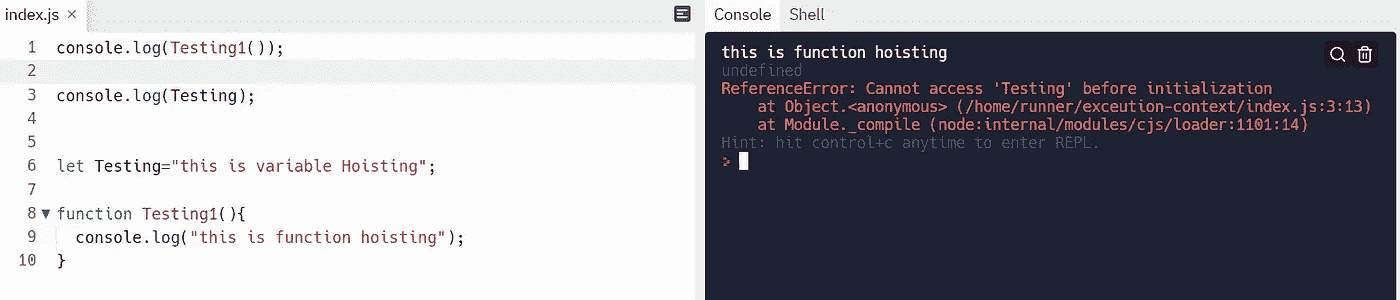 index.js ×
1 console.log(Testing1());
2
3 console.log(Testing);
4
5
6 let Testing="this is variable Hoisting";
7
8 function Testing1(){
9 console.log("this is function hoisting");
10 }
Console Shell
this is function hoisting
undefined
ReferenceError: Cannot access 'Testing' before initialization
at Object.<anonymous> (/home/runner/exceution-context/index.js:3:13)
at Module._compile (node:internal/modules/cjs/loader:1101:14)
Hint: hit control+c anytime to enter REPL.
>